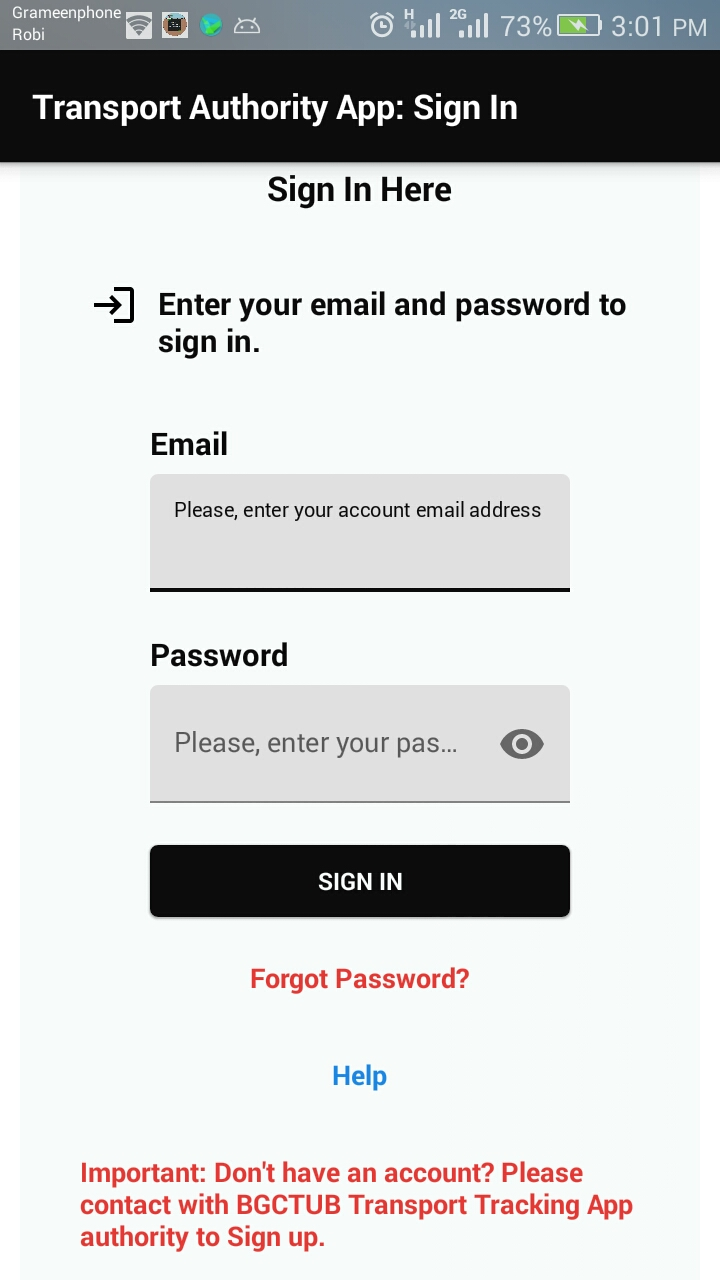 Grameenphone
Robi
H 2G 73% 3:01 PM
Transport Authority App: Sign In
Sign In Here
Enter your email and password to
sign in.
Email
Please, enter your account email address
Password
Please, enter your pas...
SIGN IN
Forgot Password?
Help
Important: Don't have an account? Please
contact with BGCTUB Transport Tracking App
authority to Sign up.